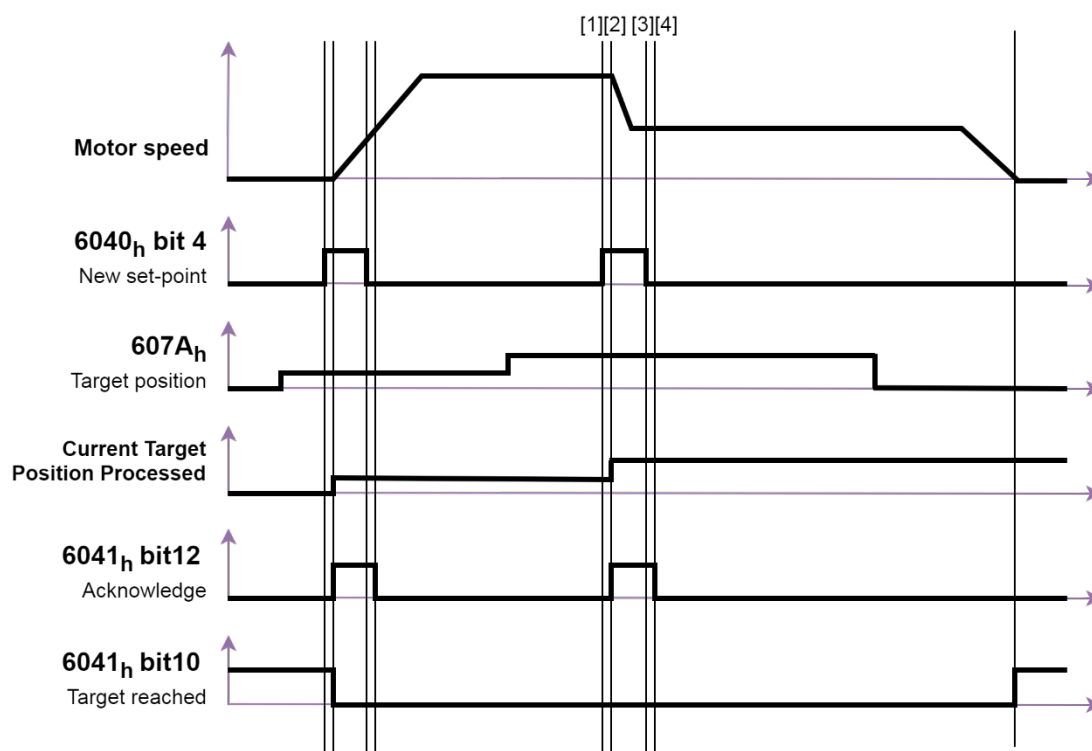 [1][2] [3][4]
Motor speed
6040h bit 4
New set-point
607Ah
Target position
Current Target
Position Processed
6041h bit12
Acknowledge
6041h bit10
Target reached